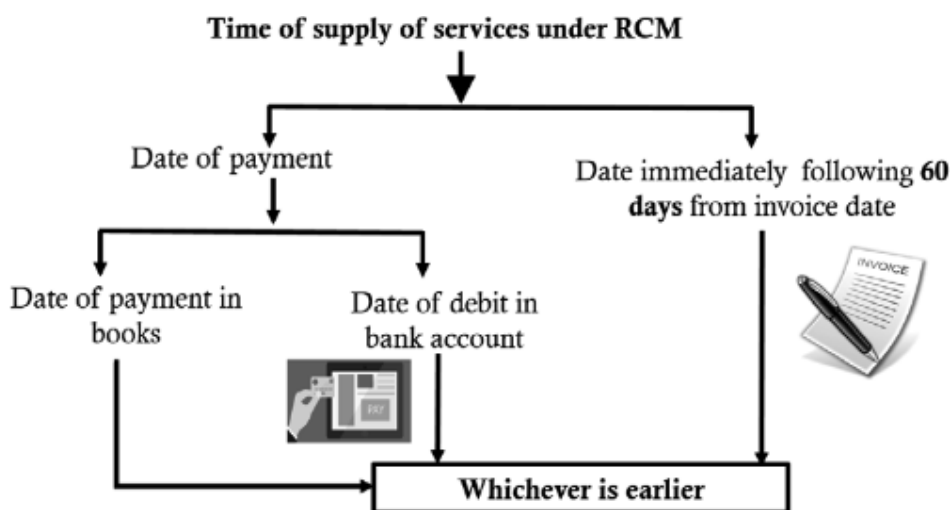 Time of supply of services under RCM
Date of payment
Date immediately following 60
days from invoice date
Date of payment in
books
Date of debit in
bank account
INVOICE
PAY
Whichever is earlier